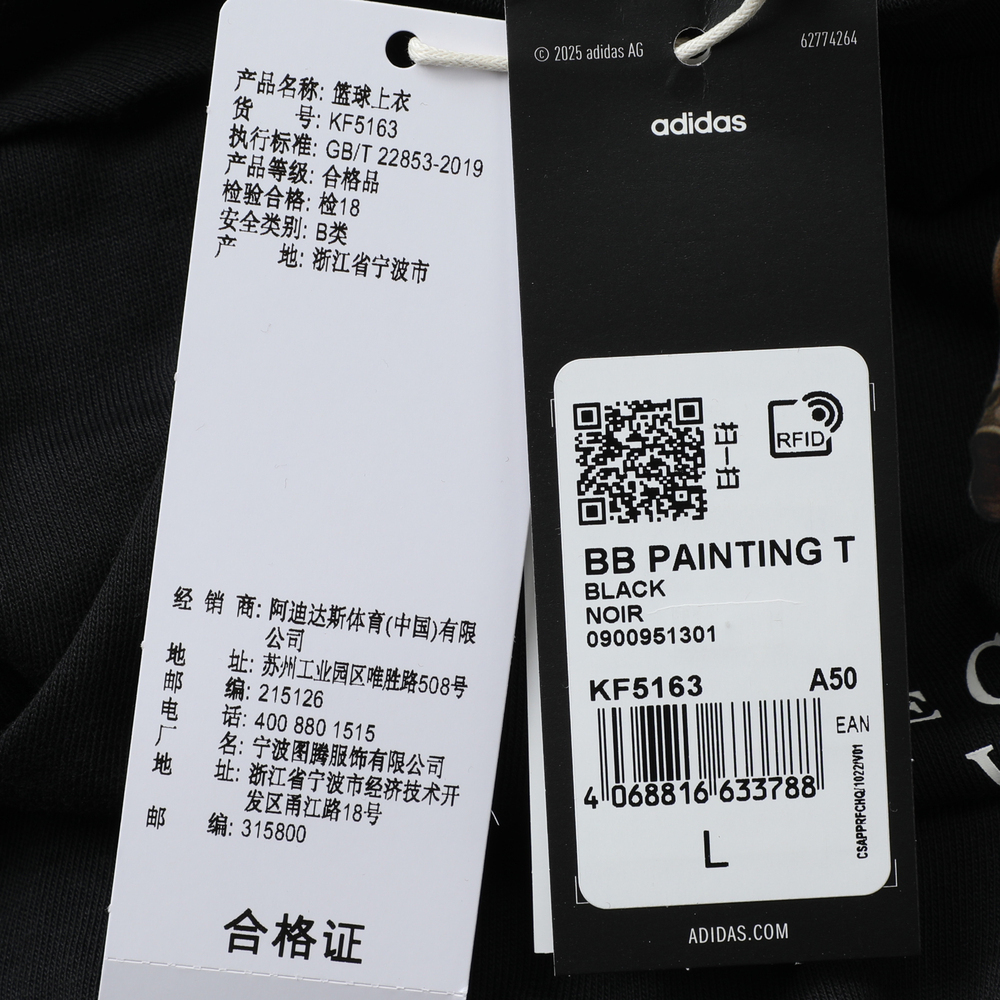 产品名称: 篮球上衣
货 号: KF5163
执行标准: GB/T 22853-2019
产品等级: 合格品
检验合格: 检18
安全类别: B类
产 地: 浙江省宁波市
经 销 商: 阿迪达斯体育(中国)有限
公司
地 址: 苏州工业园区唯胜路508号
邮 编: 215126
电 话: 400 880 1515
厂 名: 宁波图腾服饰有限公司
地 址: 浙江省宁波市经济技术开
发区甬江路18号
邮 编: 315800
合格证
© 2025 adidas AG
62774264
adidas
扫一扫
RFID
BB PAINTING T
BLACK
NOIR
0900951301
KF5163
A50
EAN
4 068816 633788
CSAPPRFCHQ/1022/V01
L
ADIDAS.COM